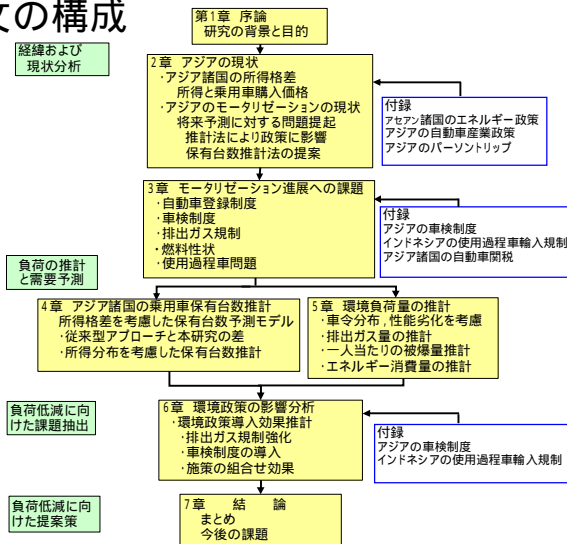 文の構成
第1章 序論
研究の背景と目的
経緯および
現状分析
2章 アジアの現状
・アジア諸国の所得格差
所得と乗用車購入価格
・アジアのモータリゼーションの現状
将来予測に対する問題提起
推計法により政策に影響
保有台数推計法の提案
付録
アセアン諸国のエネルギー政策
アジアの自動車産業政策
アジアのパーソントリップ
3章 モータリゼーション進展への課題
・自動車登録制度
・車検制度
・排出ガス規制
・燃料性状
・使用過程車問題
付録
アジアの車検制度
インドネシアの使用過程車輸入規制
アジア諸国の自動車関税
負荷の推計
と需要予測
4章 アジア諸国の乗用車保有台数推計
所得格差を考慮した保有台数予測モデル
・従来型アプローチと本研究の差
・所得分布を考慮した保有台数推計
5章 環境負荷量の推計
・車令分布,性能劣化を考慮
・排出ガス量の推計
・一人当たりの被爆量推計
・エネルギー消費量の推計
負荷低減に向
けた課題抽出
6章 環境政策の影響分析
・環境政策導入効果推計
・排出ガス規制強化
・車検制度の導入
・施策の組合せ効果
付録
アジアの車検制度
インドネシアの使用過程車輸入規制
負荷低減に向
けた提案策
7章 結 論
まとめ
今後の課題